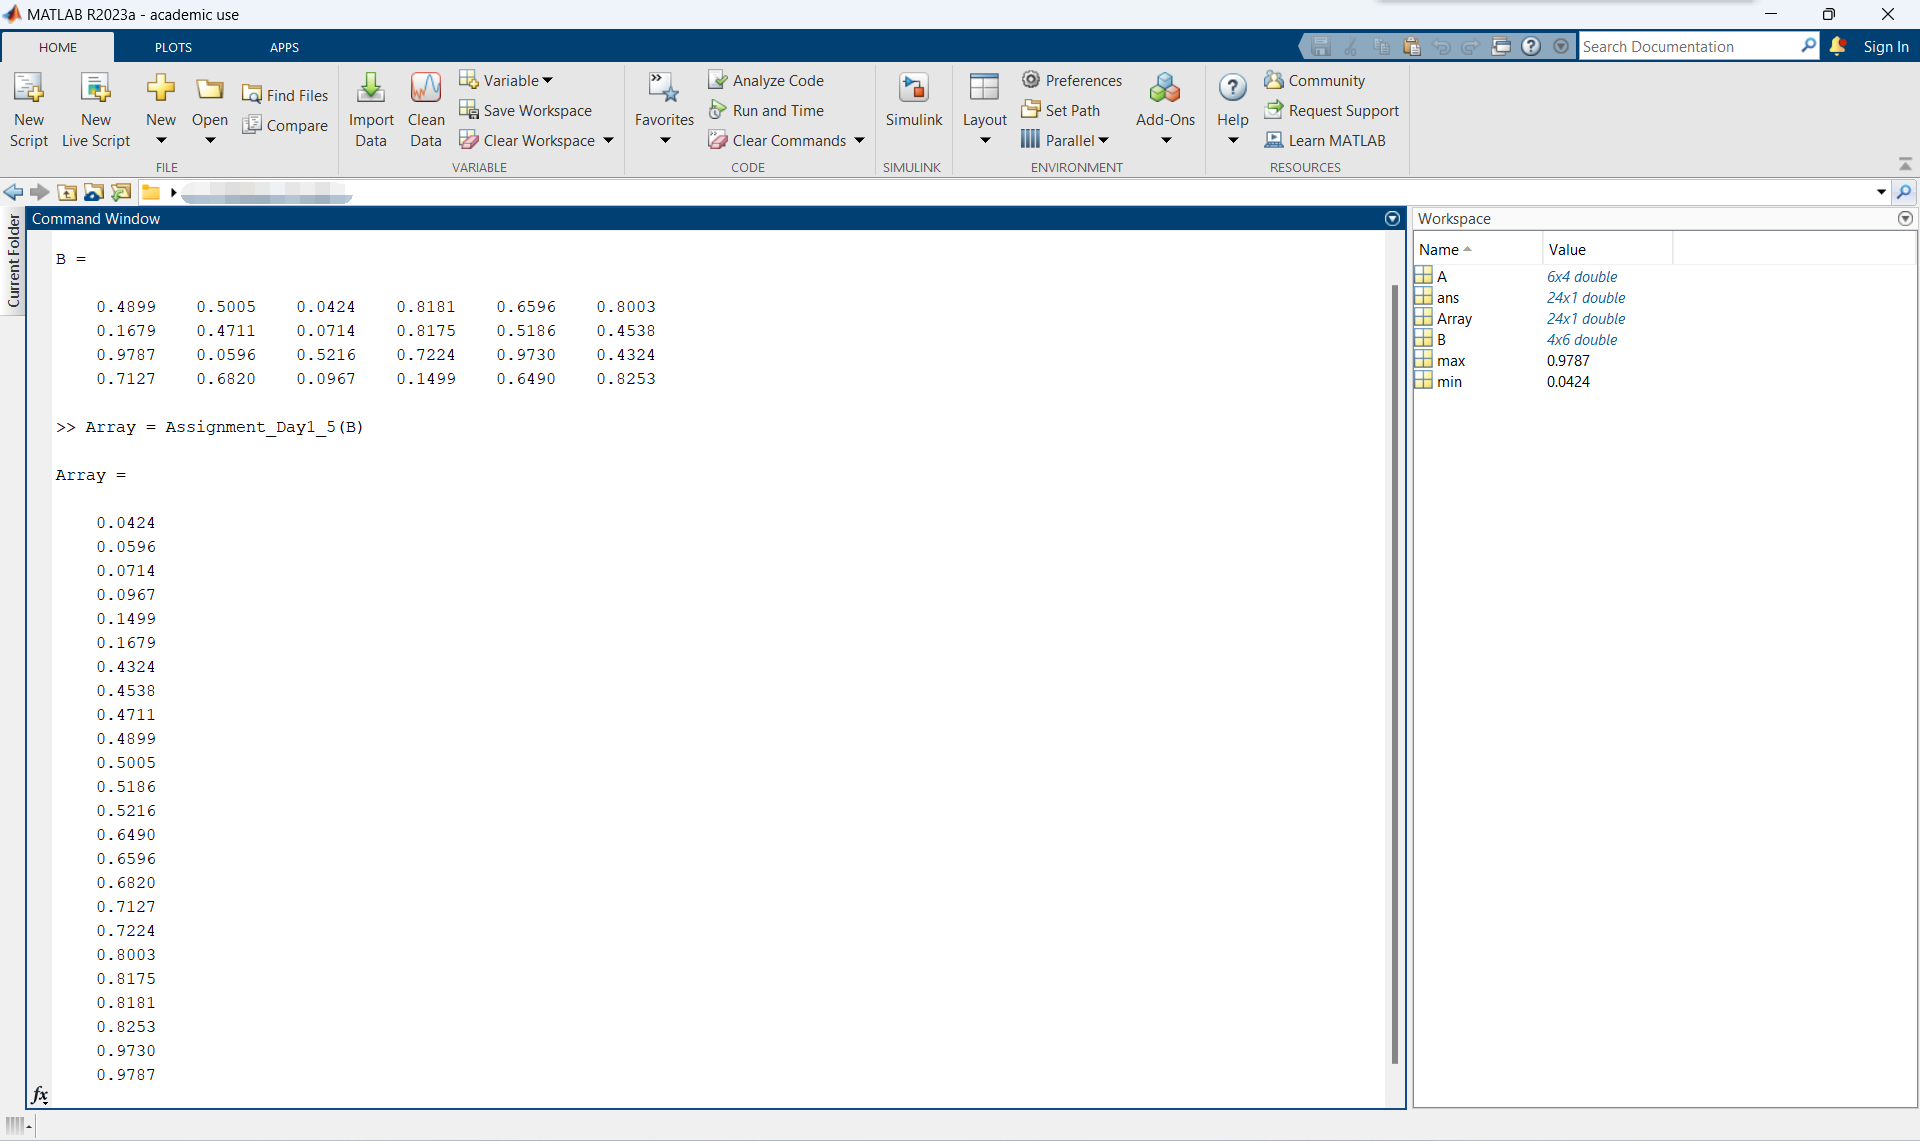 MATLAB R2023a - academic use
HOME PLOTS APPS
Search Documentation Sign In
New Script
New Live Script
New
Open
Find Files
Compare
FILE
Import Data
Clean Data
Variable
Save Workspace
Clear Workspace
VARIABLE
Favorites
Analyze Code
Run and Time
Clear Commands
CODE
Simulink
SIMULINK
Layout
Preferences
Set Path
Parallel
Add-Ons
ENVIRONMENT
Help
Community
Request Support
Learn MATLAB
RESOURCES
Current Folder
Command Window
B =
0.4899 0.5005 0.0424 0.8181 0.6596 0.8003
0.1679 0.4711 0.0714 0.8175 0.5186 0.4538
0.9787 0.0596 0.5216 0.7224 0.9730 0.4324
0.7127 0.6820 0.0967 0.1499 0.6490 0.8253
>> Array = Assignment_Day1_5(B)
Array =
0.0424
0.0596
0.0714
0.0967
0.1499
0.1679
0.4324
0.4538
0.4711
0.4899
0.5005
0.5186
0.5216
0.6490
0.6596
0.6820
0.7127
0.7224
0.8003
0.8175
0.8181
0.8253
0.9730
0.9787
fx
Workspace
Name Value
A 6x4 double
ans 24x1 double
Array 24x1 double
B 4x6 double
max 0.9787
min 0.0424